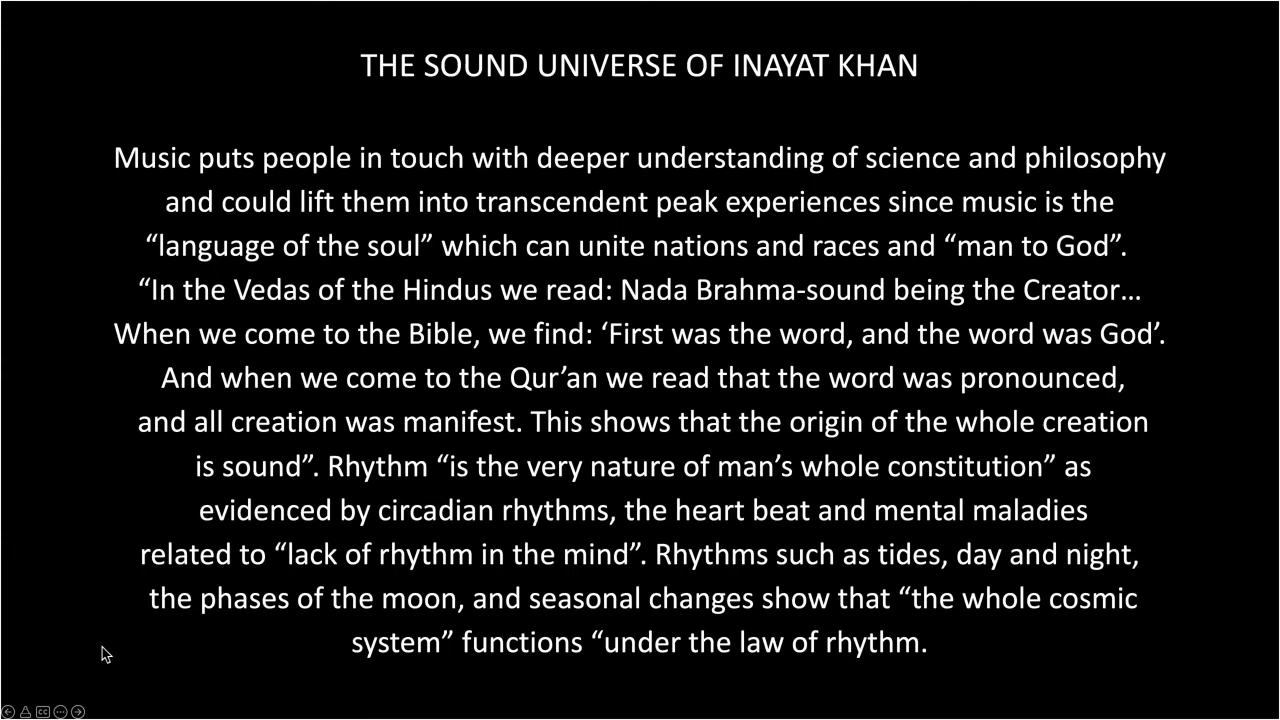 THE SOUND UNIVERSE OF INAYAT KHAN
Music puts people in touch with deeper understanding of science and philosophy
and could lift them into transcendent peak experiences since music is the
“language of the soul” which can unite nations and races and “man to God”.
“In the Vedas of the Hindus we read: Nada Brahma-sound being the Creator…
When we come to the Bible, we find: ‘First was the word, and the word was God’.
And when we come to the Qur’an we read that the word was pronounced,
and all creation was manifest. This shows that the origin of the whole creation
is sound”. Rhythm “is the very nature of man’s whole constitution” as
evidenced by circadian rhythms, the heart beat and mental maladies
related to “lack of rhythm in the mind”. Rhythms such as tides, day and night,
the phases of the moon, and seasonal changes show that “the whole cosmic
system” functions “under the law of rhythm.